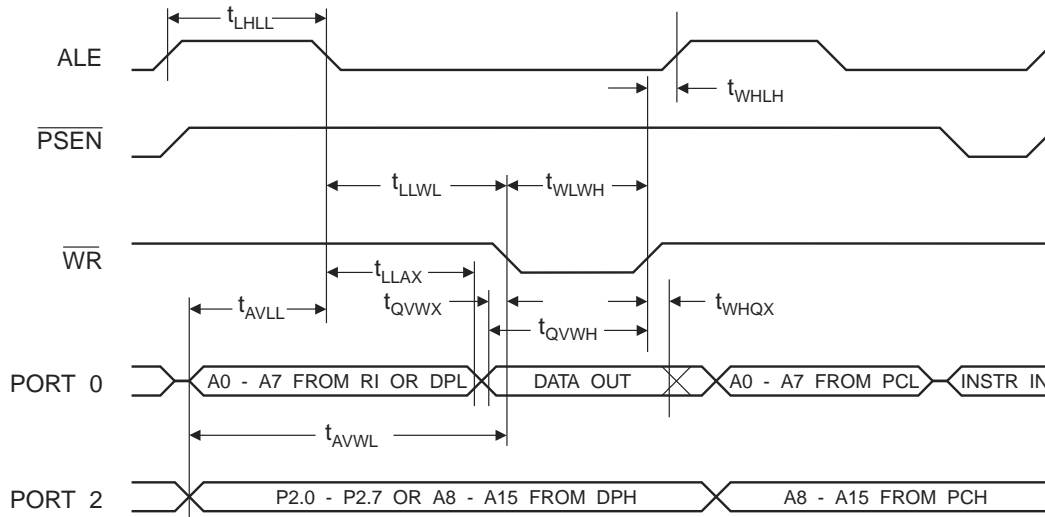 tLHLL
ALE
tWHLH
PSEN
tLLWL
tWLWH
WR
tLLAX
tAVLL
tQVWX
tWHQX
tQVWH
PORT 0
A0 - A7 FROM RI OR DPL
DATA OUT
A0 - A7 FROM PCL
INSTR IN
tAVWL
PORT 2
P2.0 - P2.7 OR A8 - A15 FROM DPH
A8 - A15 FROM PCH